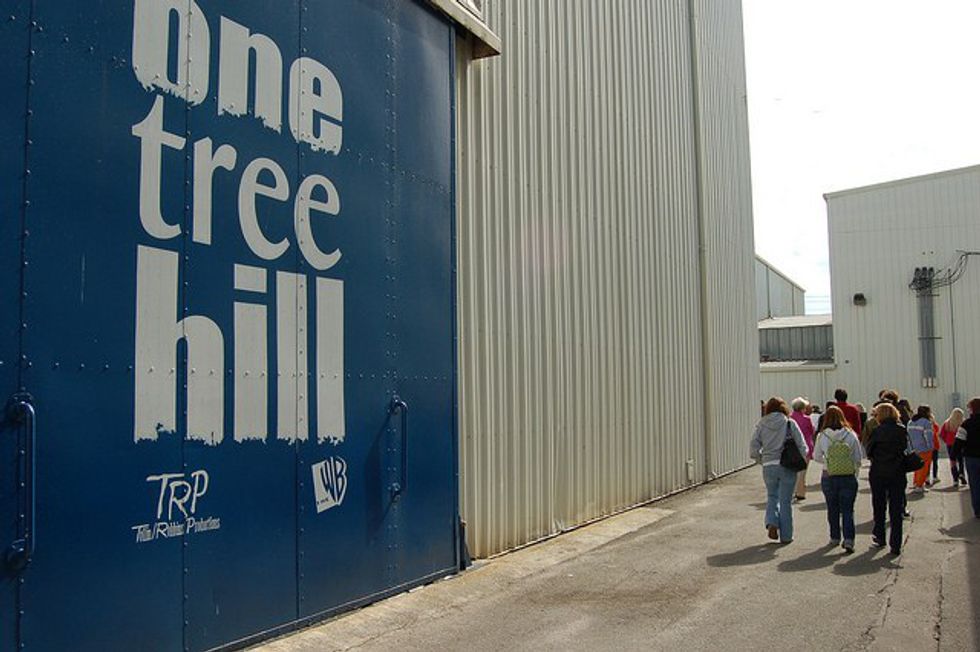 one
tree
hill
TRP
Tollin/Robbins Productions
WB